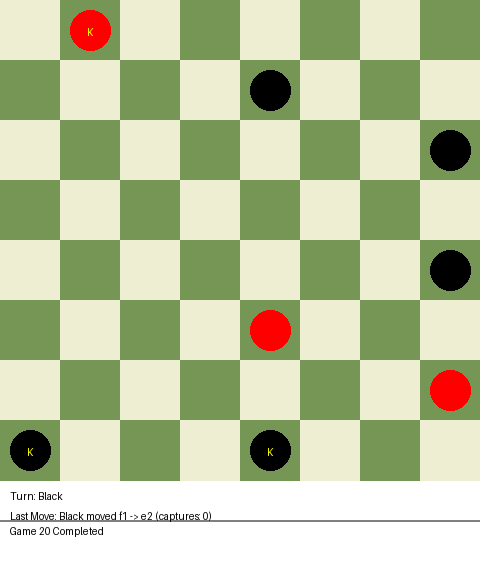 K
K
K
Turn: Black
Last Move: Black moved f1 -> e2 (captures: 0)
Game 20 Completed